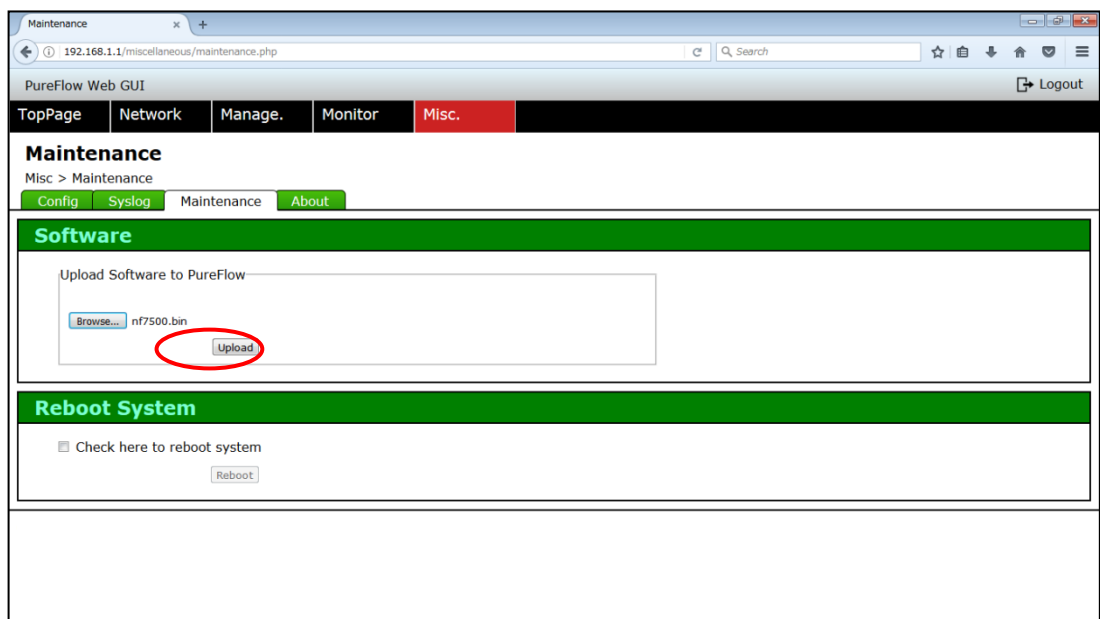 Maintenance
192.168.1.1/miscellaneous/maintenance.php
Search
PureFlow Web GUI
Logout
TopPage Network Manage. Monitor Misc.
Maintenance
Misc > Maintenance
Config Syslog Maintenance About
Software
Upload Software to PureFlow
Browse... nf7500.bin
Upload
Reboot System
Check here to reboot system
Reboot